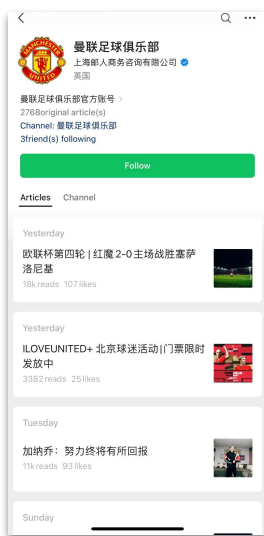 MANCHESTER
UNITED
曼联足球俱乐部
上海邮人商务咨询有限公司
英国
曼联足球俱乐部官方账号 >
2768original article(s)
Channel: 曼联足球俱乐部
3friend(s) following
Follow
Articles Channel
Yesterday
欧联杯第四轮 | 红魔 2-0 主场战胜塞萨
洛尼基
18k reads 107 likes
Yesterday
ILOVEUNITED+ 北京球迷活动|门票限时
发放中
3382 reads 25 likes
Tuesday
加纳乔：努力终将有所回报
11k reads 93 likes
Sunday